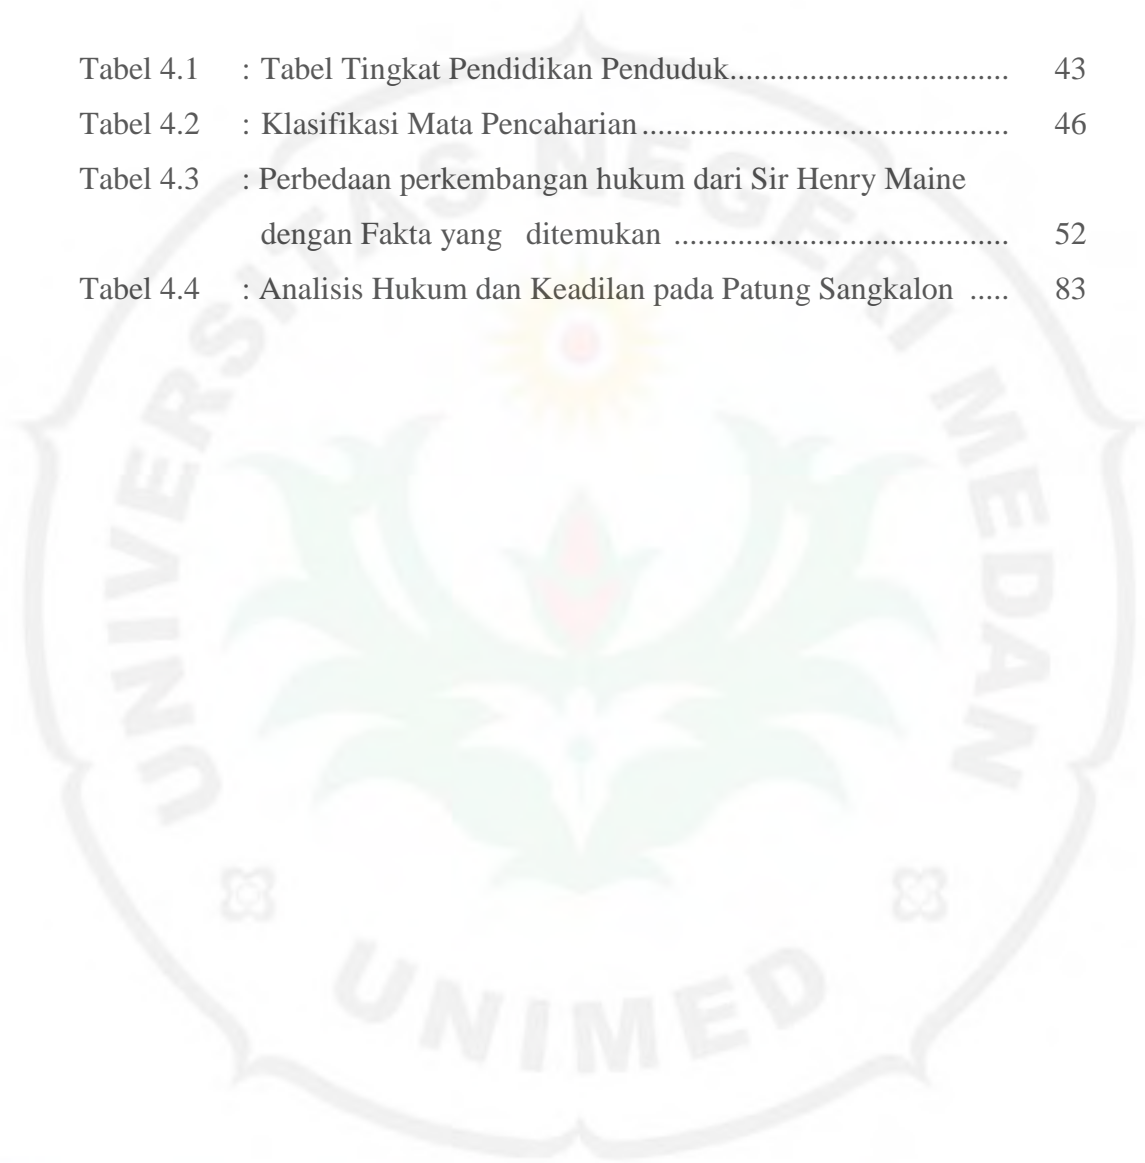 Tabel 4.1 : Tabel Tingkat Pendidikan Penduduk.................................. 43
Tabel 4.2 : Klasifikasi Mata Pencaharian............................................. 46
Tabel 4.3 : Perbedaan perkembangan hukum dari Sir Henry Maine
dengan Fakta yang ditemukan ......................................... 52
Tabel 4.4 : Analisis Hukum dan Keadilan pada Patung Sangkalon ..... 83
UNIVERSITAS NEGERI MEDAN
UNIMED